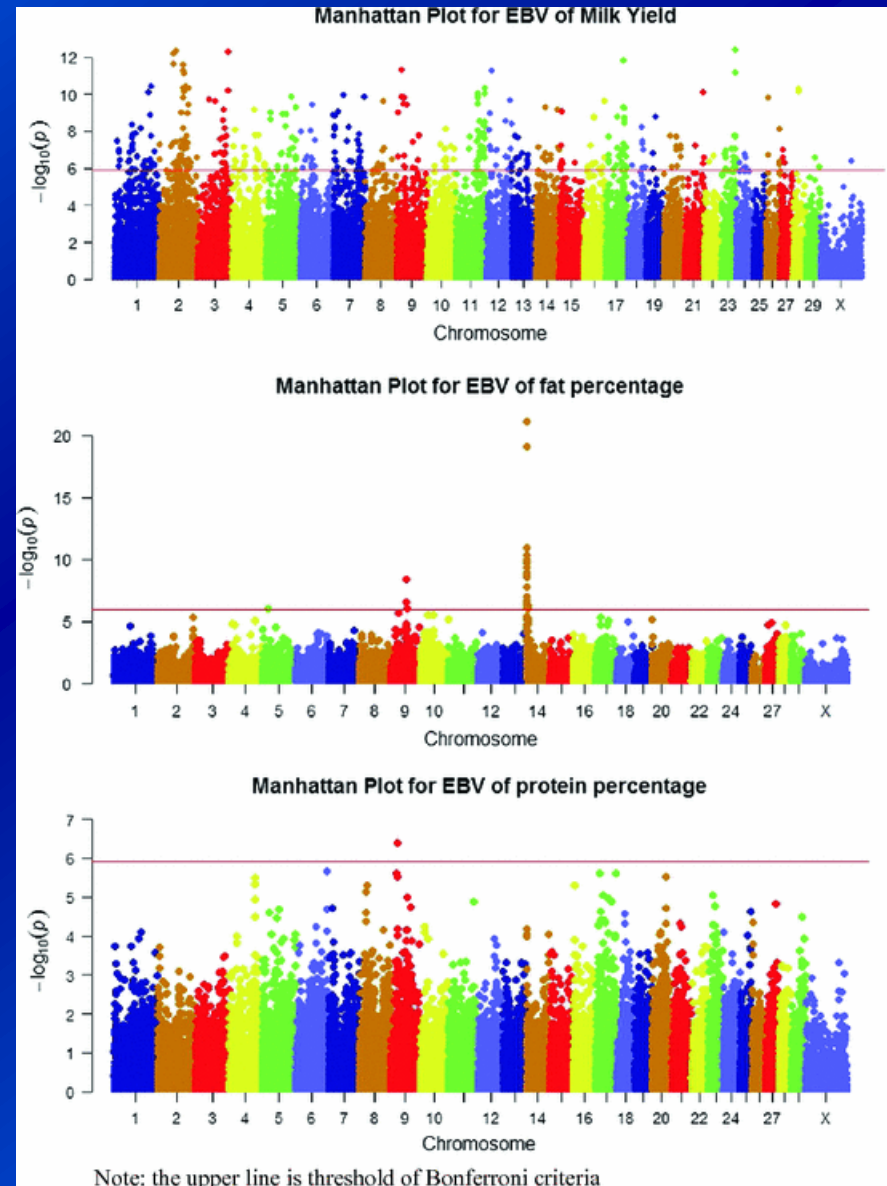 Manhattan Plot for EBV of Milk Yield
12
10
8
6
4
2
0
−log₁₀(p)
1 2 3 4 5 6 7 8 9 10 11 12 13 14 15 17 19 21 23 25 27 29 X
Chromosome
Manhattan Plot for EBV of fat percentage
20
15
10
5
0
−log₁₀(p)
1 2 3 4 5 6 7 8 9 10 12 14 16 18 20 22 24 27 X
Chromosome
Manhattan Plot for EBV of protein percentage
7
6
5
4
3
2
1
0
−log₁₀(p)
1 2 3 4 5 6 7 8 9 10 12 14 16 18 20 22 24 27 X
Chromosome
Note: the upper line is threshold of Bonferroni criteria